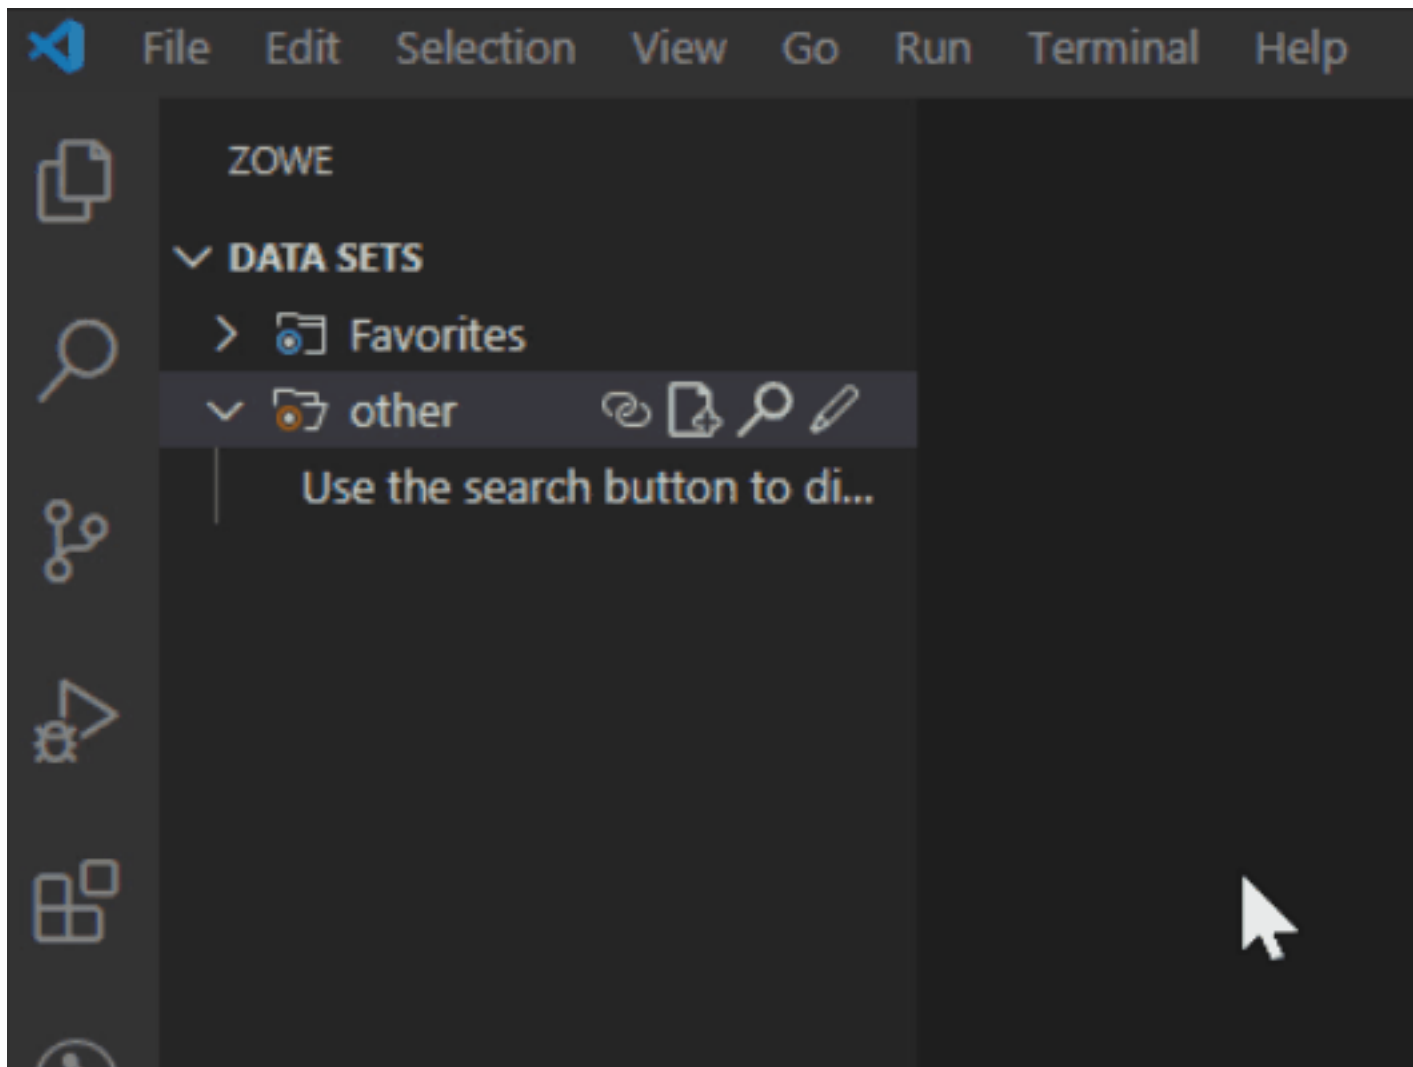 File Edit Selection View Go Run Terminal Help
ZOWE
DATA SETS
Favorites
other
Use the search button to di...